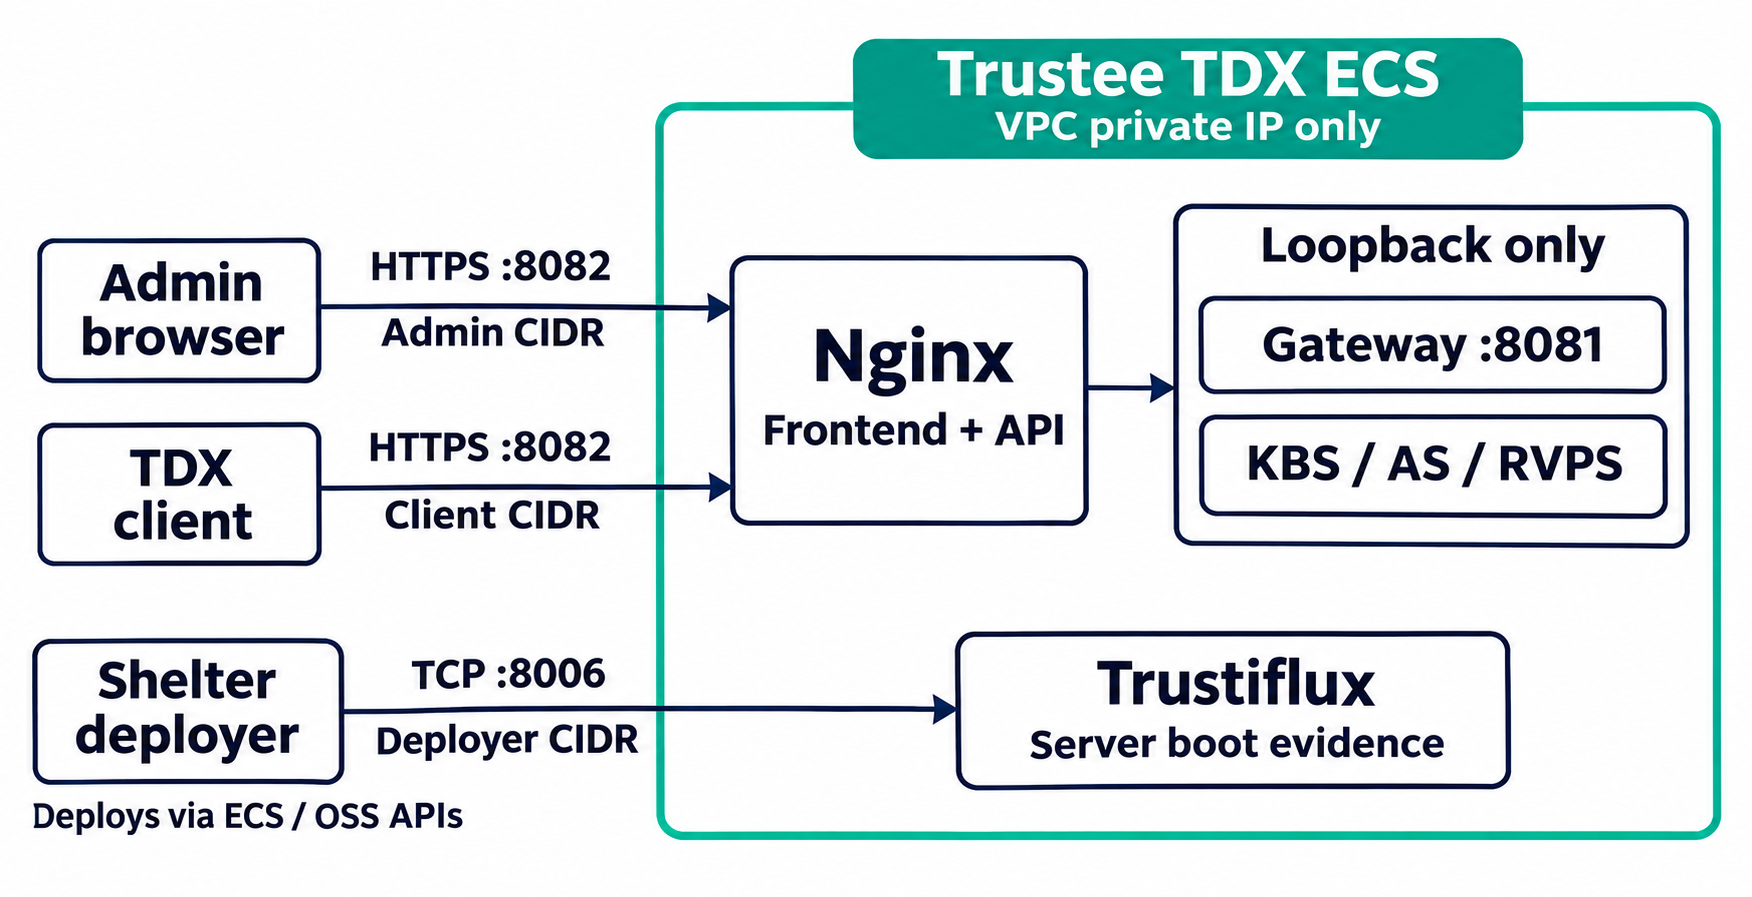 Trustee TDX ECS
VPC private IP only
Admin
browser
HTTPS :8082
Admin CIDR
TDX
client
HTTPS :8082
Client CIDR
Nginx
Frontend + API
Loopback only
Gateway :8081
KBS / AS / RVPS
Shelter
deployer
TCP :8006
Deployer CIDR
Trustiflux
Server boot evidence
Deploys via ECS / OSS APIs